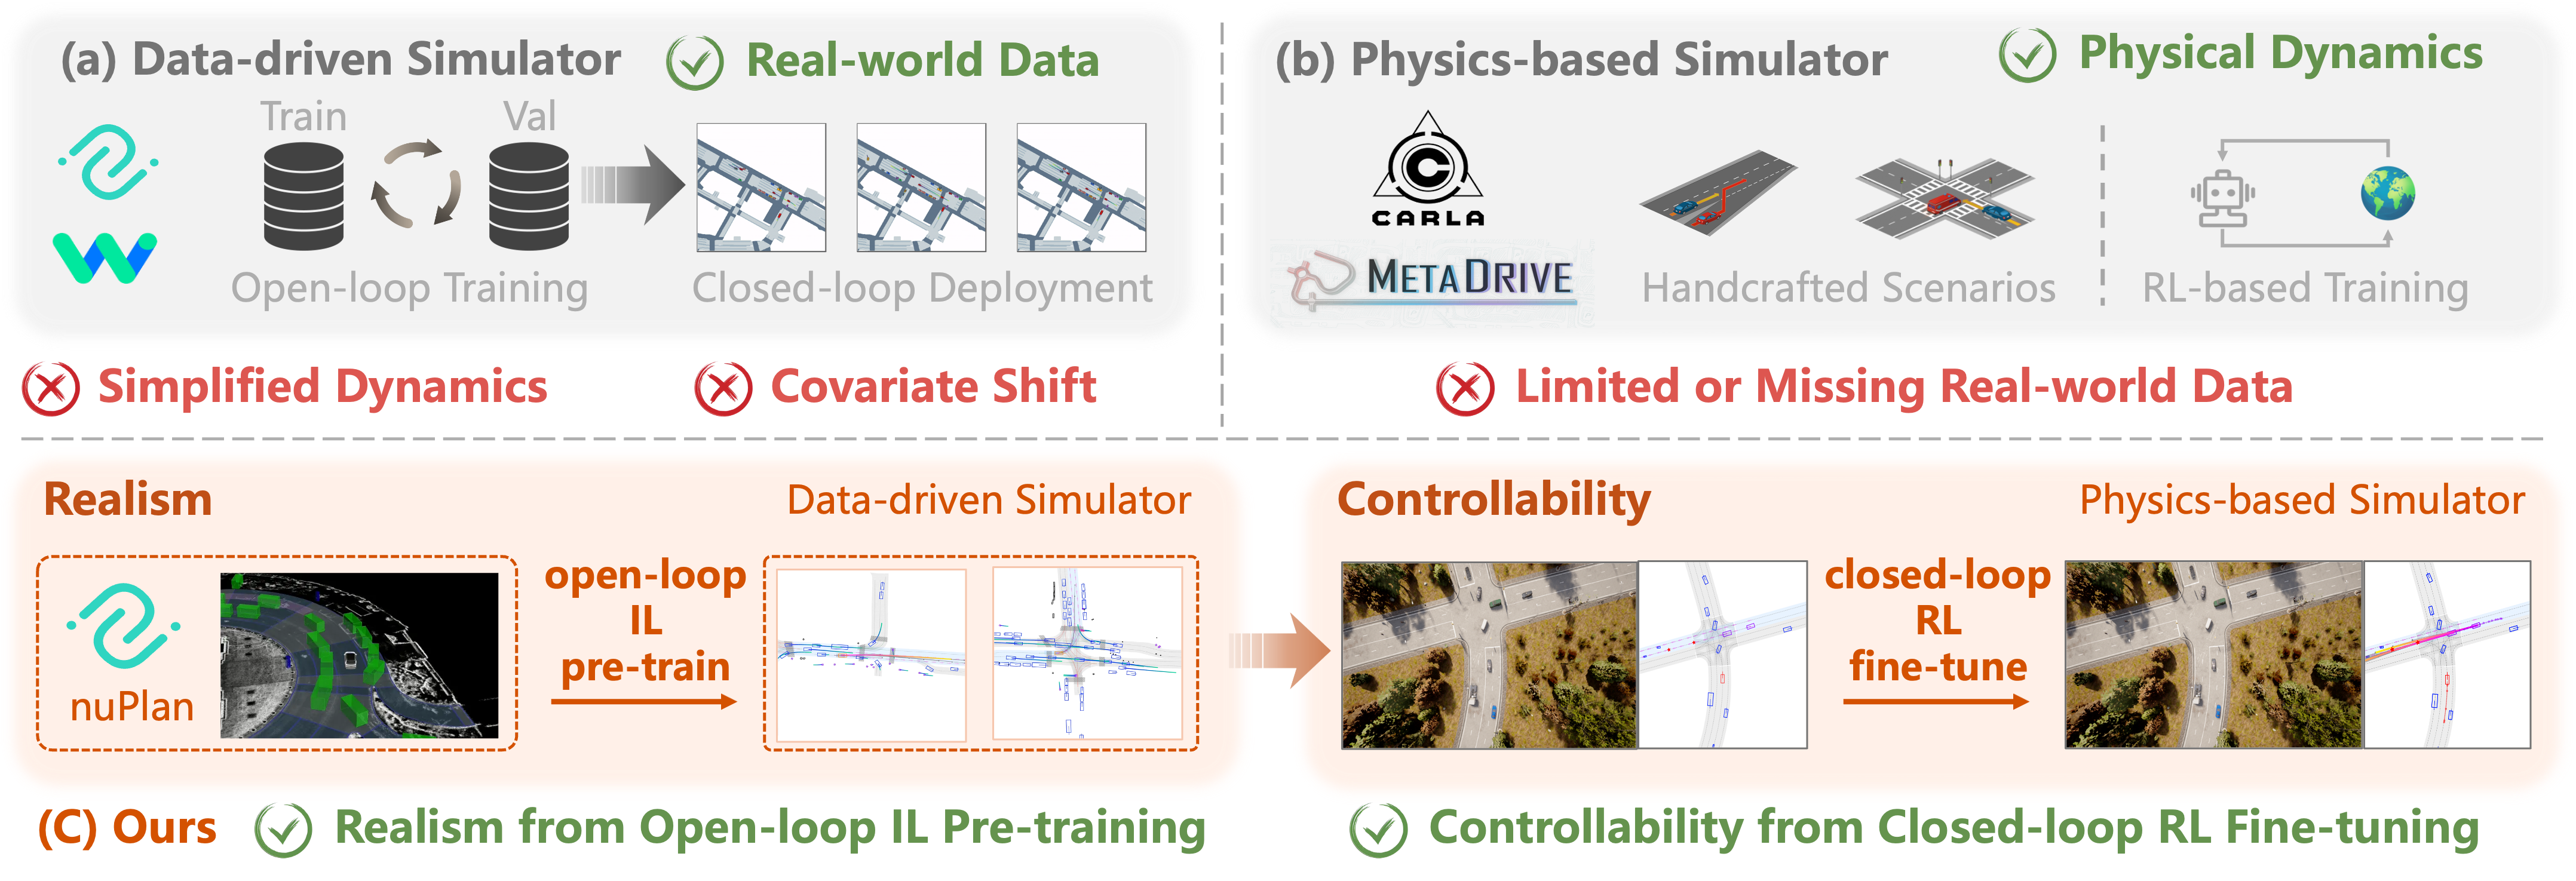 (a) Data-driven Simulator
Real-world Data
Train
Val
Open-loop Training
Closed-loop Deployment
Simplified Dynamics
Covariate Shift
(b) Physics-based Simulator
Physical Dynamics
CARLA
METADRIVE
Handcrafted Scenarios
RL-based Training
Limited or Missing Real-world Data
Realism
Data-driven Simulator
nuPlan
open-loop
IL
pre-train
Controllability
Physics-based Simulator
closed-loop
RL
fine-tune
(C) Ours
Realism from Open-loop IL Pre-training
Controllability from Closed-loop RL Fine-tuning